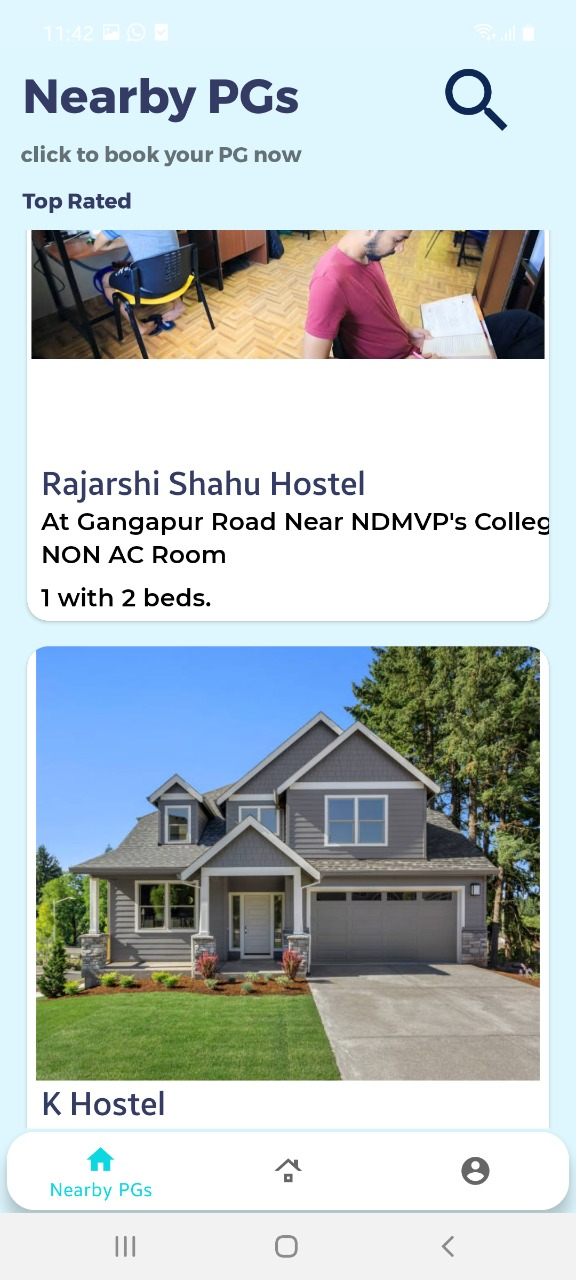 11:42
Nearby PGs
click to book your PG now
Top Rated
Rajarshi Shahu Hostel
At Gangapur Road Near NDMVP's Colleg
NON AC Room
1 with 2 beds.
K Hostel
Nearby PGs